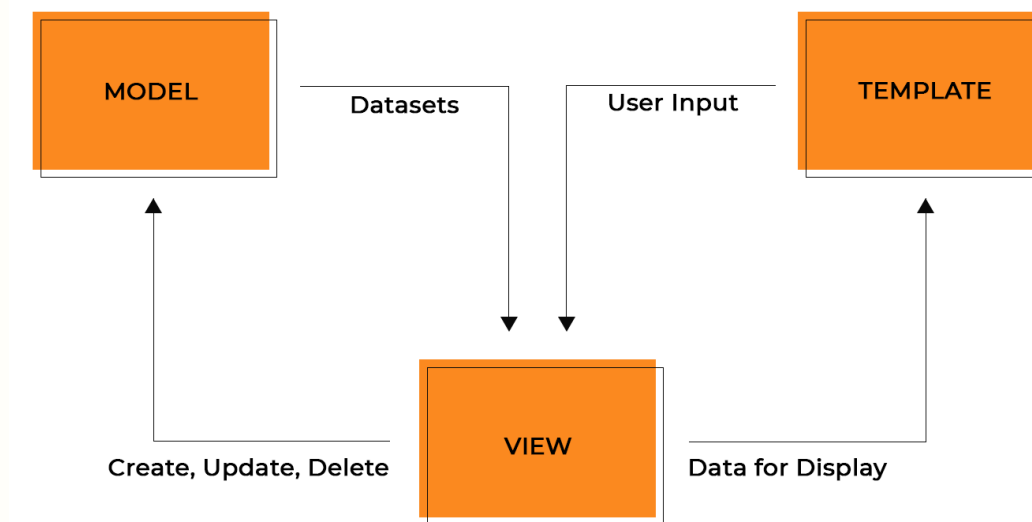 MODEL
TEMPLATE
Datasets
User Input
VIEW
Create, Update, Delete
Data for Display